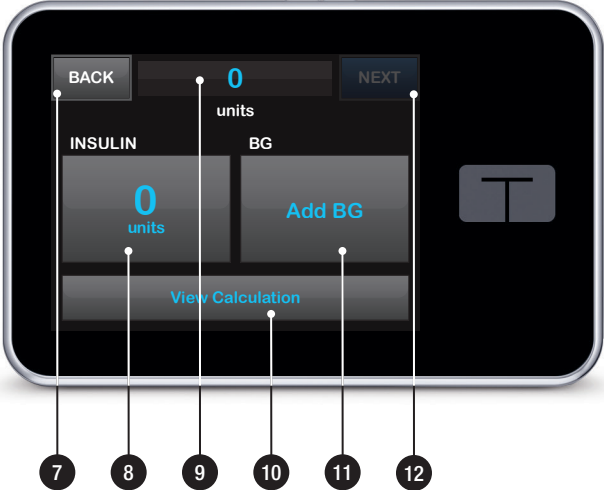 BACK
0
NEXT
units
INSULIN
BG
0
units
Add BG
View Calculation
T
7
8
9
10
11
12